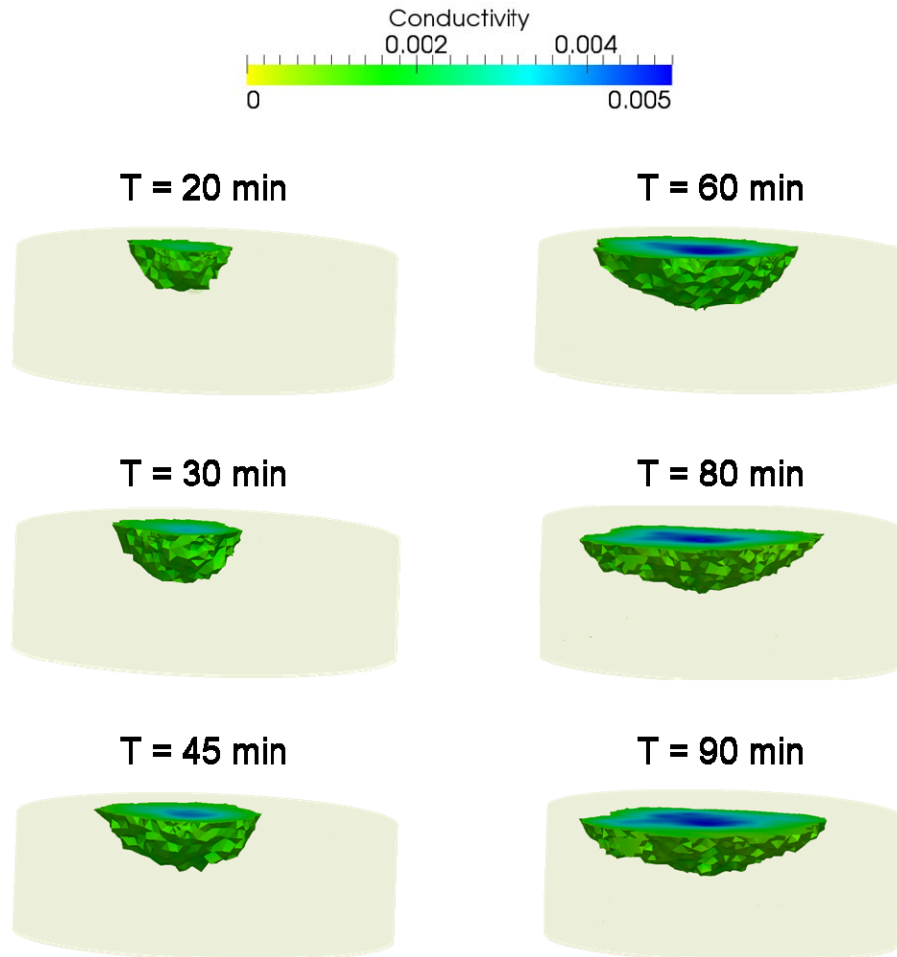 Conductivity
0.002 0.004
0 0.005
T = 20 min
T = 60 min
T = 30 min
T = 80 min
T = 45 min
T = 90 min